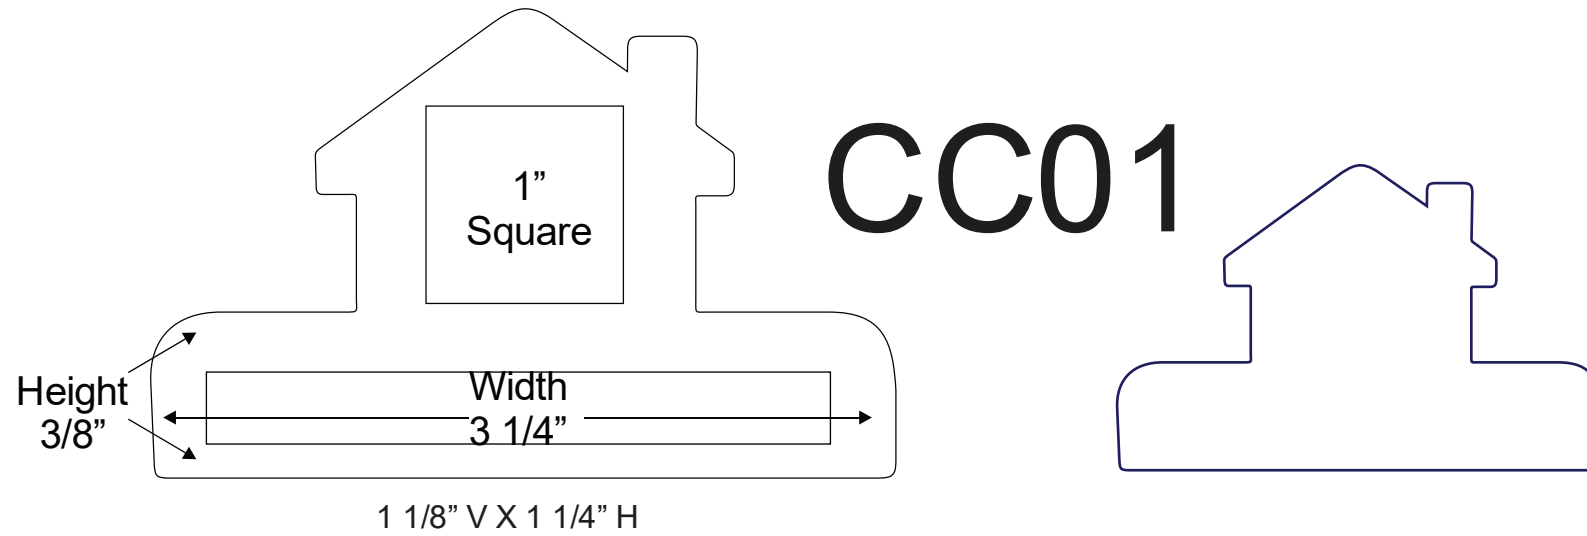 1”
Square
CC01
Height
3/8”
Width
3 1/4”
1 1/8” V X 1 1/4” H